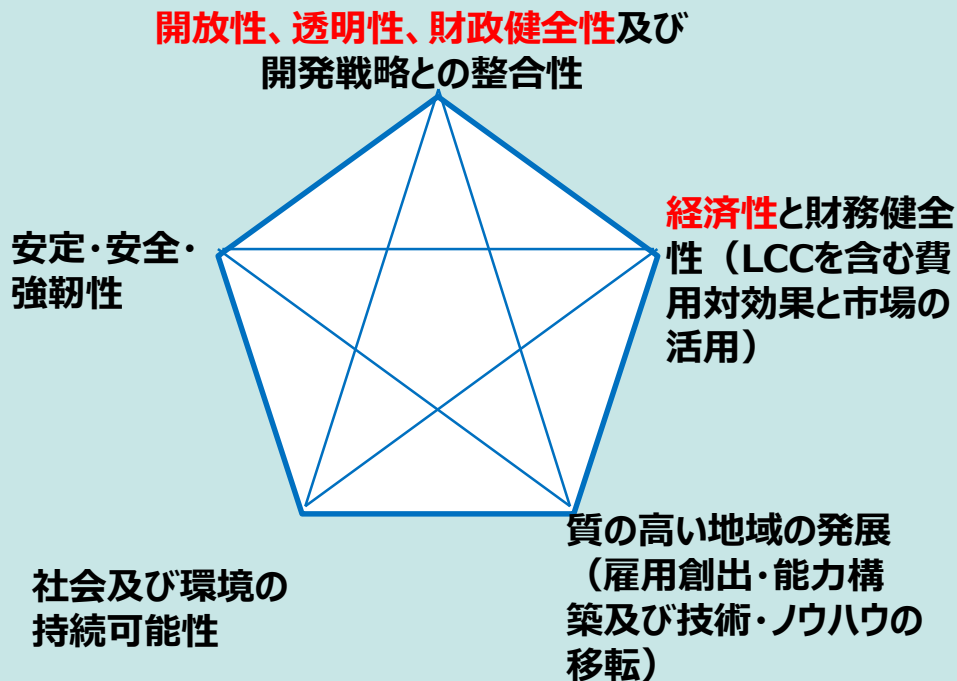 開放性、透明性、財政健全性及び
開発戦略との整合性
安定・安全・
強靭性
経済性と財務健全
性（LCCを含む費
用対効果と市場の
活用）
社会及び環境の
持続可能性
質の高い地域の発展
（雇用創出・能力構
築及び技術・ノウハウの
移転）